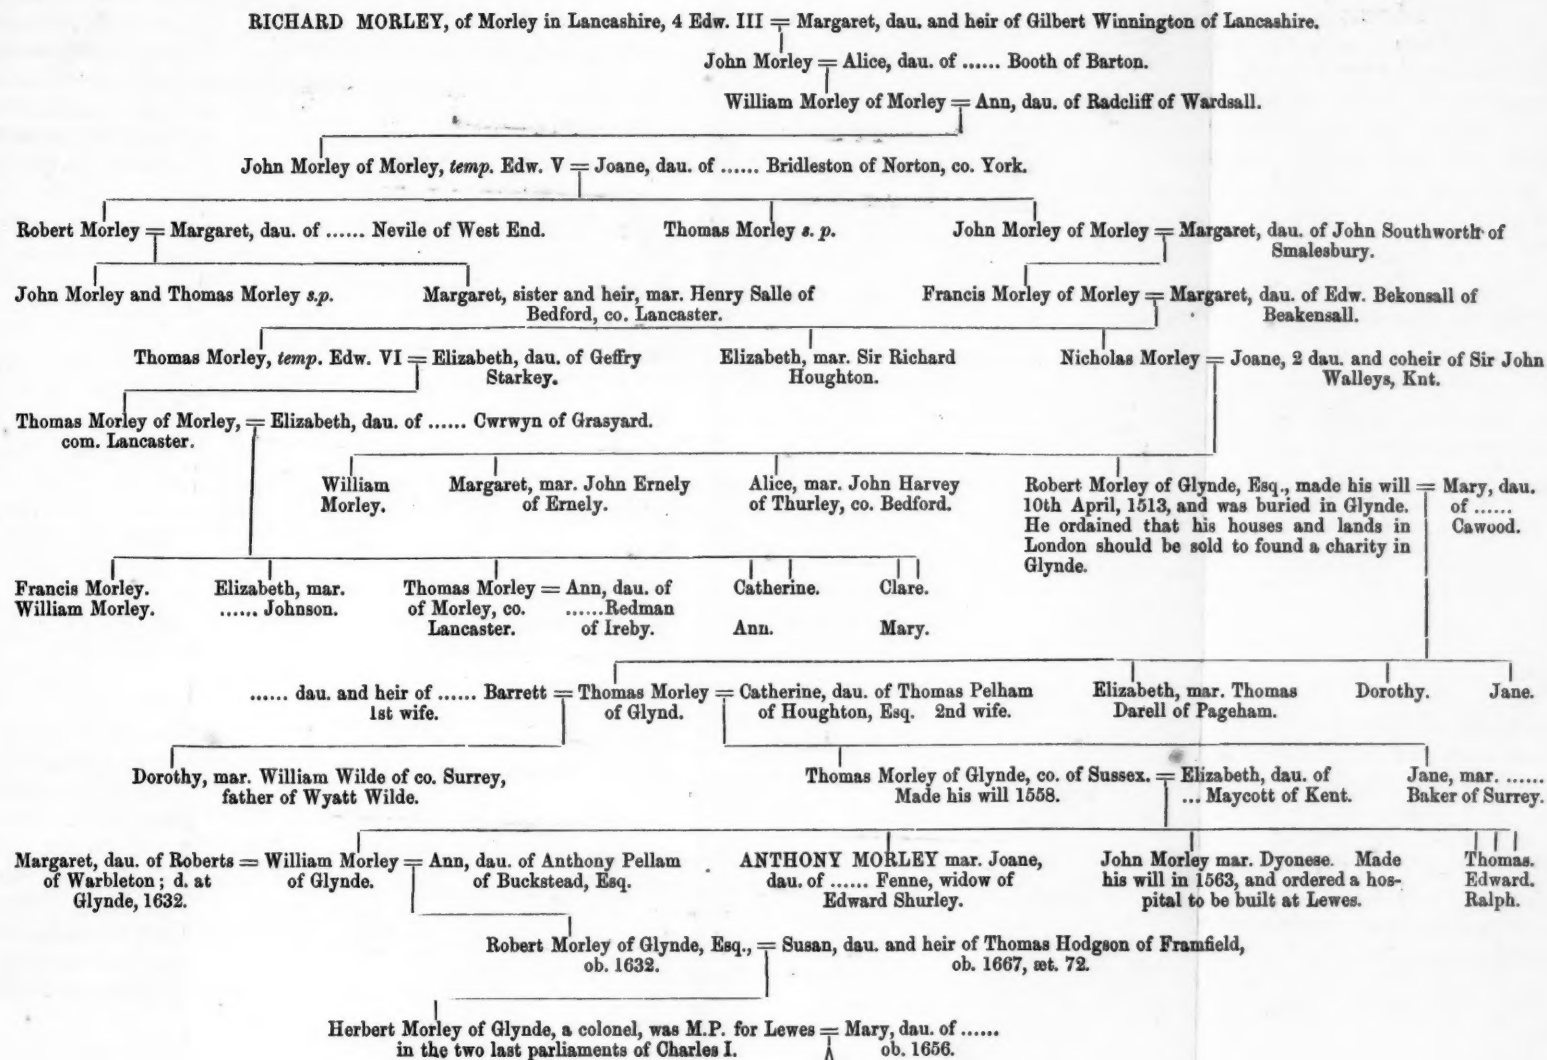 RICHARD MORLEY, of Morley in Lancashire, 4 Edw. III = Margaret, dau. and heir of Gilbert Winnington of Lancashire.
John Morley = Alice, dau. of ...... Booth of Barton.
William Morley of Morley = Ann, dau. of Radcliff of Wardsall.
John Morley of Morley, temp. Edw. V = Joane, dau. of ...... Bridleston of Norton, co. York.
Robert Morley = Margaret, dau. of ...... Nevile of West End.
Thomas Morley s. p.
John Morley of Morley = Margaret, dau. of John Southworth of
Smalesbury.
John Morley and Thomas Morley s.p.
Margaret, sister and heir, mar. Henry Salle of
Bedford, co. Lancaster.
Francis Morley of Morley = Margaret, dau. of Edw. Bekonsall of
Beakensall.
Thomas Morley, temp. Edw. VI = Elizabeth, dau. of Geffry
Starkey.
Elizabeth, mar. Sir Richard
Houghton.
Nicholas Morley = Joane, 2 dau. and coheir of Sir John
Walleys, Knt.
Thomas Morley of Morley, = Elizabeth, dau. of ...... Cwrwyn of Grasyard.
com. Lancaster.
William
Morley.
Margaret, mar. John Ernely
of Ernely.
Alice, mar. John Harvey
of Thurley, co. Bedford.
Robert Morley of Glynde, Esq., made his will = Mary, dau.
10th April, 1513, and was buried in Glynde. of ......
He ordained that his houses and lands in Cawood.
London should be sold to found a charity in
Glynde.
Francis Morley.
William Morley.
Elizabeth, mar.
...... Johnson.
Thomas Morley = Ann, dau. of
of Morley, co. ......Redman
Lancaster. of Ireby.
Catherine.
Ann.
Clare.
Mary.
...... dau. and heir of ...... Barrett = Thomas Morley = Catherine, dau. of Thomas Pelham
1st wife. of Glynd. of Houghton, Esq. 2nd wife.
Elizabeth, mar. Thomas
Darell of Pageham.
Dorothy.
Jane.
Dorothy, mar. William Wilde of co. Surrey,
father of Wyatt Wilde.
Thomas Morley of Glynde, co. of Sussex. = Elizabeth, dau. of
Made his will 1558. ... Maycott of Kent.
Jane, mar. ......
Baker of Surrey.
Margaret, dau. of Roberts = William Morley = Ann, dau. of Anthony Pellam
of Warbleton; d. at of Glynde. of Buckstead, Esq.
Glynde, 1632.
ANTHONY MORLEY mar. Joane,
dau. of ...... Fenne, widow of
Edward Shurley.
John Morley mar. Dyonese. Made
his will in 1563, and ordered a hos-
pital to be built at Lewes.
Thomas.
Edward.
Ralph.
Robert Morley of Glynde, Esq., = Susan, dau. and heir of Thomas Hodgson of Framfield,
ob. 1632. ob. 1667, æt. 72.
Herbert Morley of Glynde, a colonel, was M.P. for Lewes = Mary, dau. of ......
in the two last parliaments of Charles I. ob. 1656.